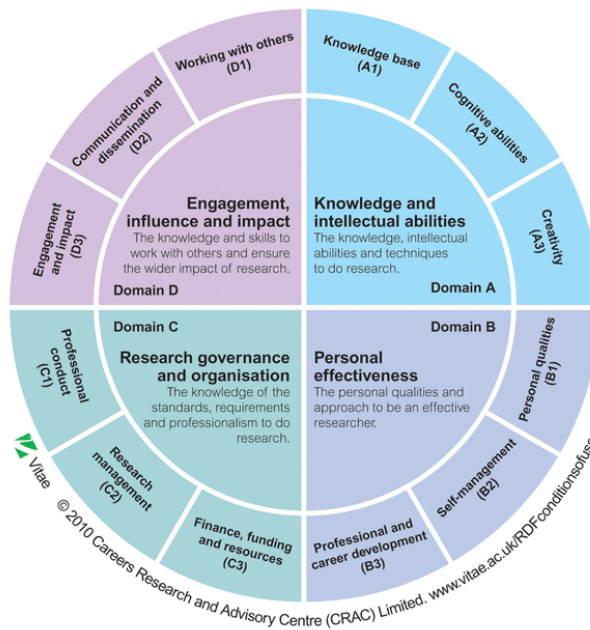 Working with others
(D1)
Knowledge base
(A1)
Communication and
dissemination
(D2)
Cognitive abilities
(A2)
Engagement
and impact
(D3)
Creativity
(A3)
Engagement,
influence and impact
The knowledge and skills to
work with others and ensure
the wider impact of research.
Domain D
Knowledge and
intellectual abilities
The knowledge, intellectual
abilities and techniques
to do research.
Domain A
Domain C
Research governance
and organisation
The knowledge of the
standards, requirements
and professionalism to do
research.
Domain B
Personal
effectiveness
The personal qualities and
approach to be an effective
researcher.
Professional
conduct
(C1)
Personal qualities
(B1)
Research
management
(C2)
Self-management
(B2)
Finance, funding
and resources
(C3)
Professional and
career development
(B3)
Vitae
© 2010 Careers Research and Advisory Centre (CRAC) Limited. www.vitae.ac.uk/RDFconditionsofuse